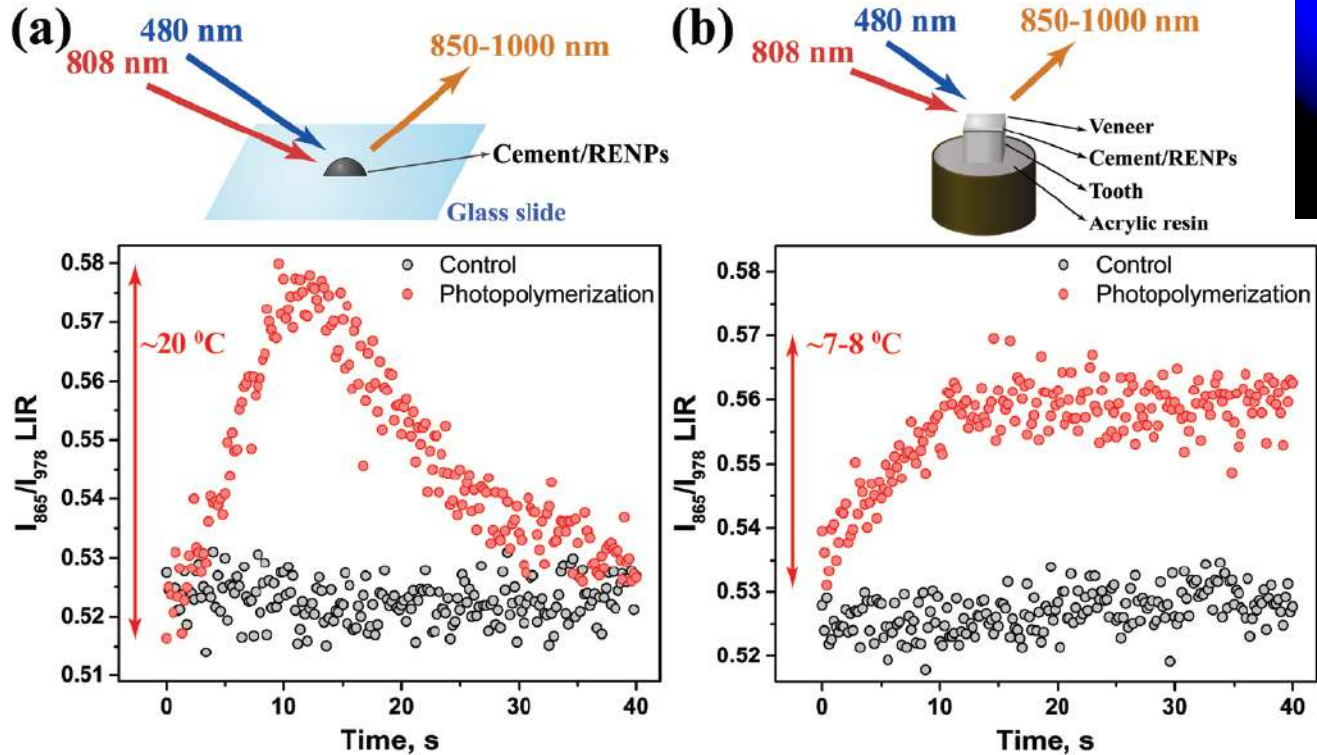 (a)
480 nm
808 nm
850-1000 nm
Cement/RENPs
Glass slide
I₈₆₅/I₉₇₈ LIR
0.58
0.57
0.56
0.55
0.54
0.53
0.52
0.51
~20 ⁰C
Control
Photopolymerization
0 10 20 30 40
Time, s
(b)
480 nm
808 nm
850-1000 nm
Veneer
Cement/RENPs
Tooth
Acrylic resin
I₈₆₅/I₉₇₈ LIR
0.58
0.57
0.56
0.55
0.54
0.53
0.52
~7-8 ⁰C
Control
Photopolymerization
0 10 20 30 40
Time, s